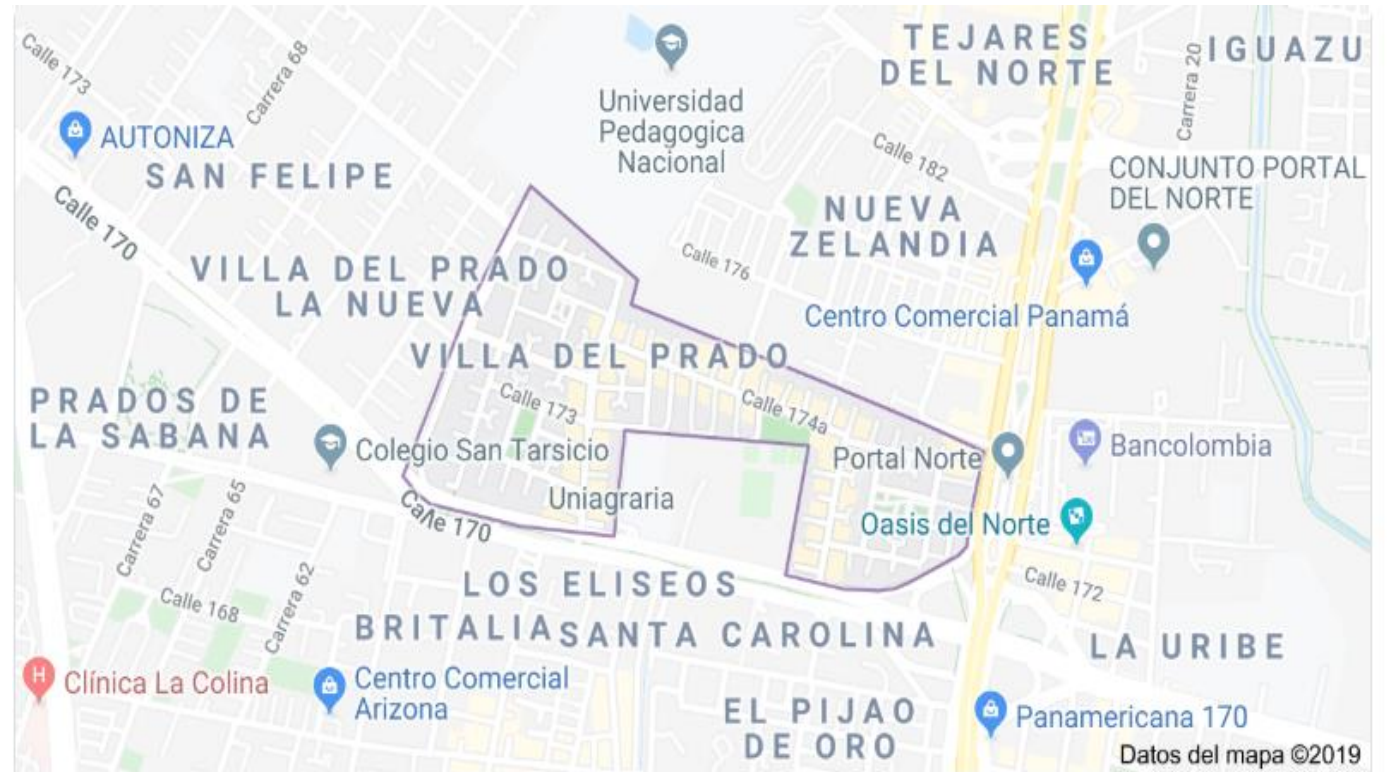 TEJARES
DEL NORTE
IGUAZU
Calle 173
Carrera 68
Universidad
Pedagogica
Nacional
Carrera 20
AUTONIZA
SAN FELIPE
Calle 182
CONJUNTO PORTAL
DEL NORTE
Calle 170
NUEVA
ZELANDIA
VILLA DEL PRADO
LA NUEVA
Calle 176
Centro Comercial Panamá
VILLA DEL PRADO
PRADOS DE
LA SABANA
Calle 173
Calle 174a
Colegio San Tarsicio
Portal Norte
Bancolombia
Uniagraria
Calle 170
Oasis del Norte
Carrera 67
Carrera 65
Calle 168
Carrera 62
LOS ELISEOS
Calle 172
BRITALIA
SANTA CAROLINA
LA URIBE
Clínica La Colina
Centro Comercial
Arizona
EL PIJAO
DE ORO
Panamericana 170
Datos del mapa ©2019